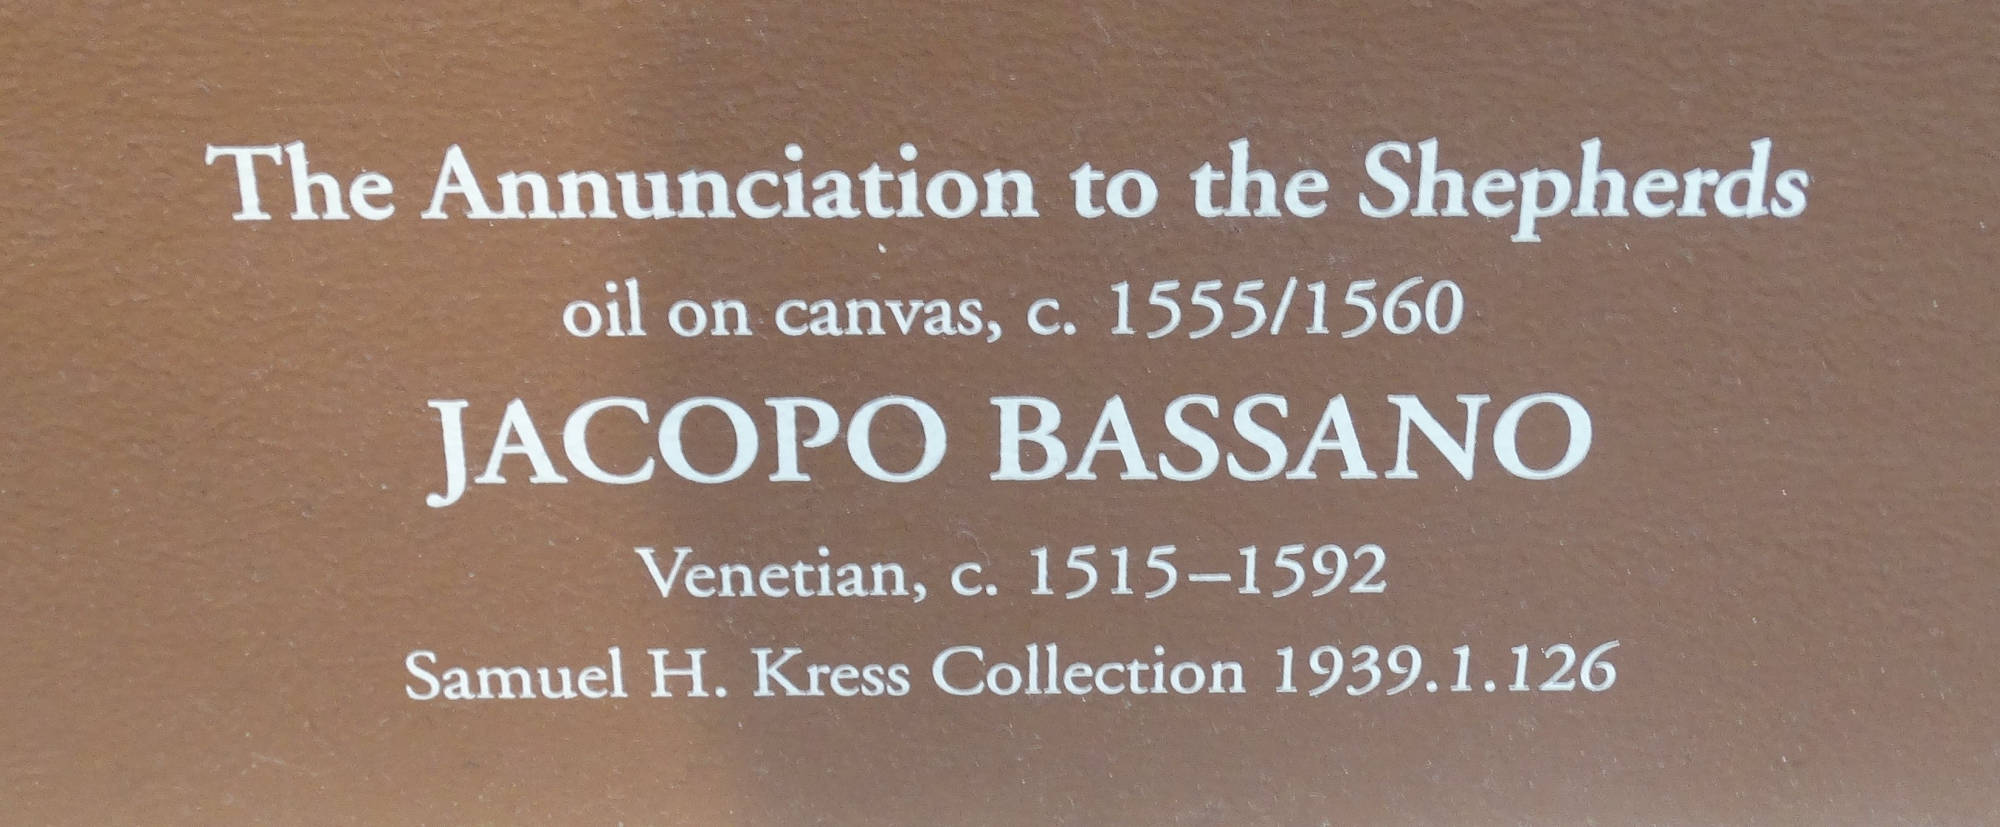 The Annunciation to the Shepherds
oil on canvas, c. 1555/1560
JACOPO BASSANO
Venetian, c. 1515–1592
Samuel H. Kress Collection 1939.1.126